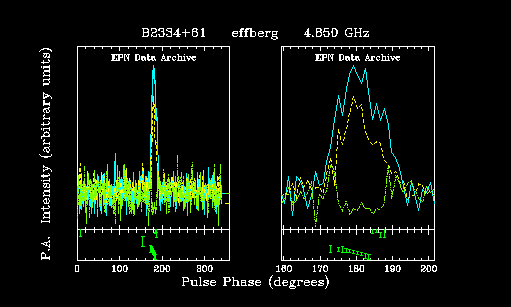 B2334+61 effberg 4.850 GHz
EPN Data Archive EPN Data Archive
P.A. Intensity (arbitrary units)
0 100 200 300 160 170 180 190 200
Pulse Phase (degrees)